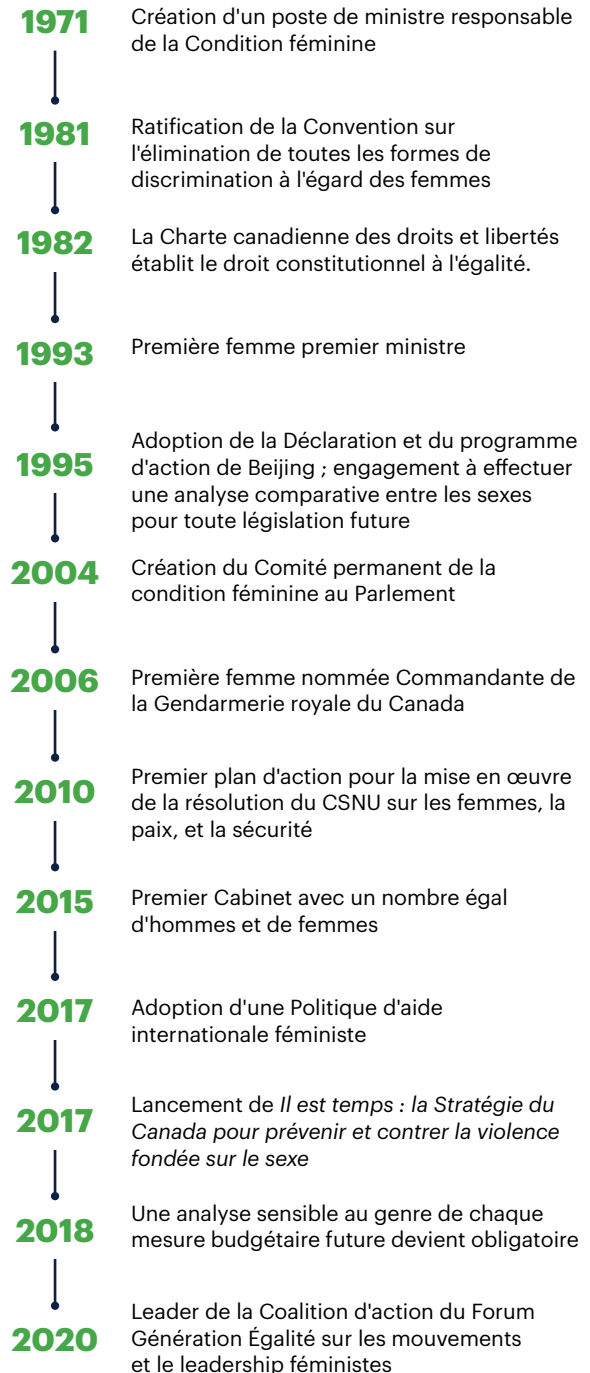 1971
Création d'un poste de ministre responsable
de la Condition féminine
1981
Ratification de la Convention sur
l'élimination de toutes les formes de
discrimination à l'égard des femmes
1982
La Charte canadienne des droits et libertés
établit le droit constitutionnel à l'égalité.
1993
Première femme premier ministre
1995
Adoption de la Déclaration et du programme
d'action de Beijing ; engagement à effectuer
une analyse comparative entre les sexes
pour toute législation future
2004
Création du Comité permanent de la
condition féminine au Parlement
2006
Première femme nommée Commandante de
la Gendarmerie royale du Canada
2010
Premier plan d'action pour la mise en œuvre
de la résolution du CSNU sur les femmes, la
paix, et la sécurité
2015
Premier Cabinet avec un nombre égal
d'hommes et de femmes
2017
Adoption d'une Politique d'aide
internationale féministe
2017
Lancement de Il est temps : la Stratégie du
Canada pour prévenir et contrer la violence
fondée sur le sexe
2018
Une analyse sensible au genre de chaque
mesure budgétaire future devient obligatoire
2020
Leader de la Coalition d'action du Forum
Génération Égalité sur les mouvements
et le leadership féministes